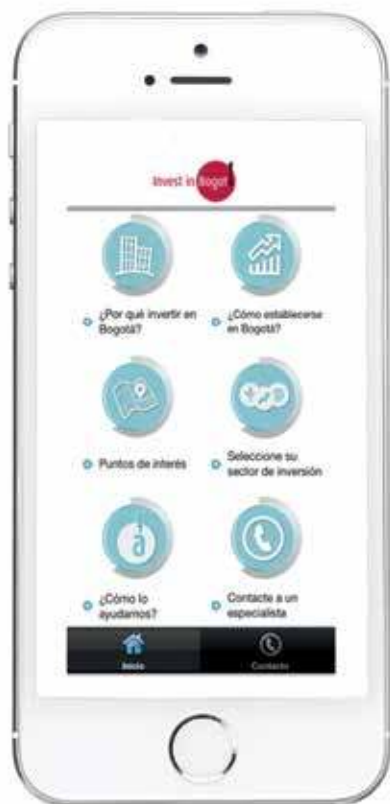 Invest in Bogotá
¿Por qué invertir en
Bogotá?
¿Cómo establecerse
en Bogotá?
Puntos de interés
Seleccione su
sector de inversión
á
¿Cómo lo
ayudamos?
Contacte a un
especialista
Inicio
Contacto